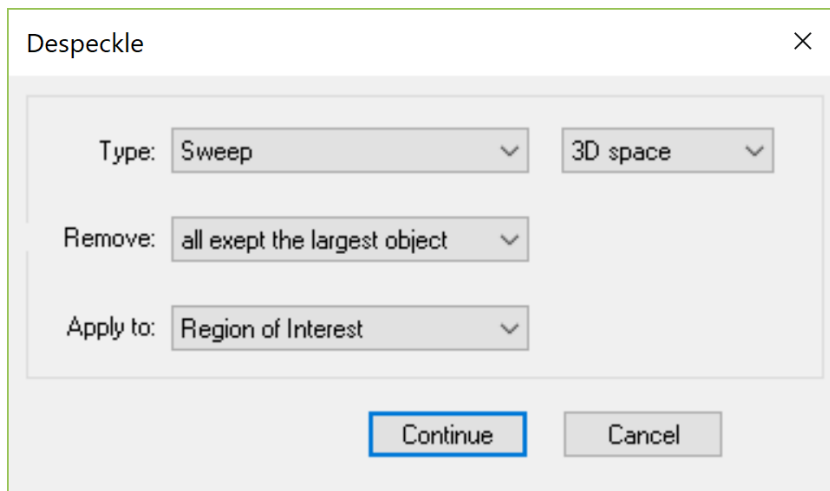 Despeckle
Type: Sweep 3D space
Remove: all exept the largest object
Apply to: Region of Interest
Continue Cancel